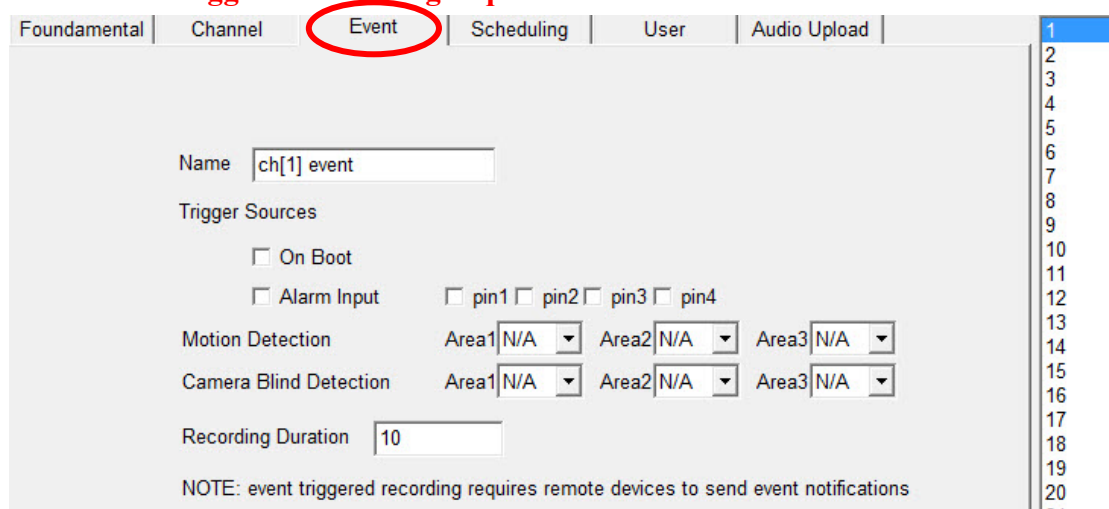 Foundamental Channel Event Scheduling User Audio Upload
Name ch[1] event
Trigger Sources
On Boot
Alarm Input pin1 pin2 pin3 pin4
Motion Detection Area1 N/A Area2 N/A Area3 N/A
Camera Blind Detection Area1 N/A Area2 N/A Area3 N/A
Recording Duration 10
NOTE: event triggered recording requires remote devices to send event notifications
1
2
3
4
5
6
7
8
9
10
11
12
13
14
15
16
17
18
19
20